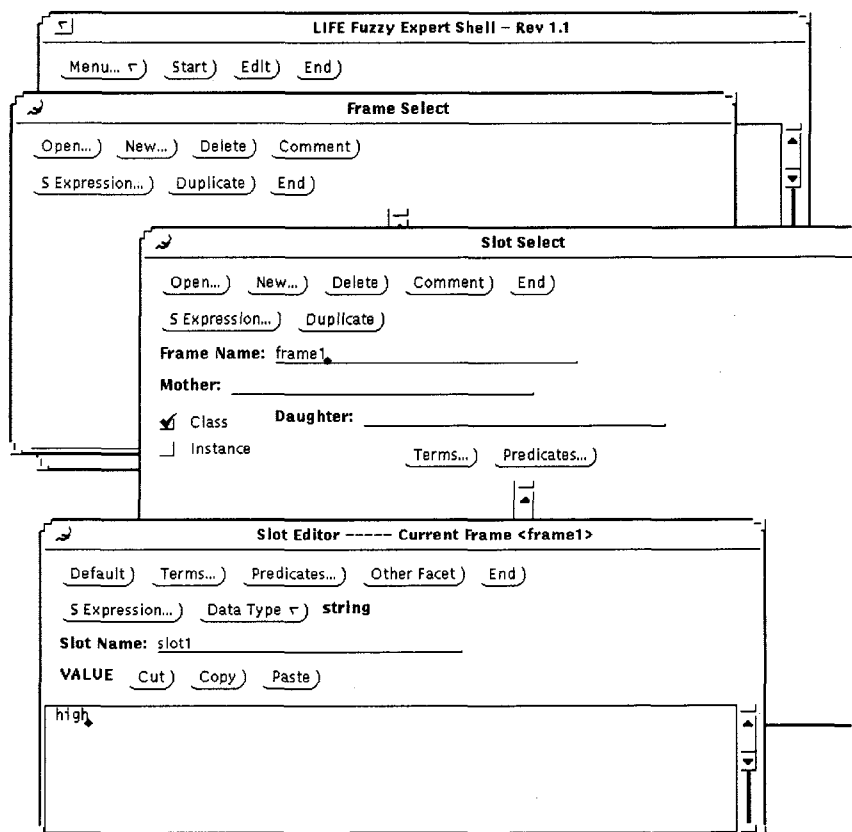 LIFE Fuzzy Expert Shell – Rev 1.1
Menu... Start Edit End
Frame Select
Open... New... Delete Comment
S Expression... Duplicate End
Slot Select
Open... New... Delete Comment End
S Expression... Duplicate
Frame Name: frame1
Mother:
Class Daughter:
Instance
Terms... Predicates...
Slot Editor ----- Current Frame <frame1>
Default Terms... Predicates... Other Facet End
S Expression... Data Type string
Slot Name: slot1
VALUE Cut Copy Paste
high